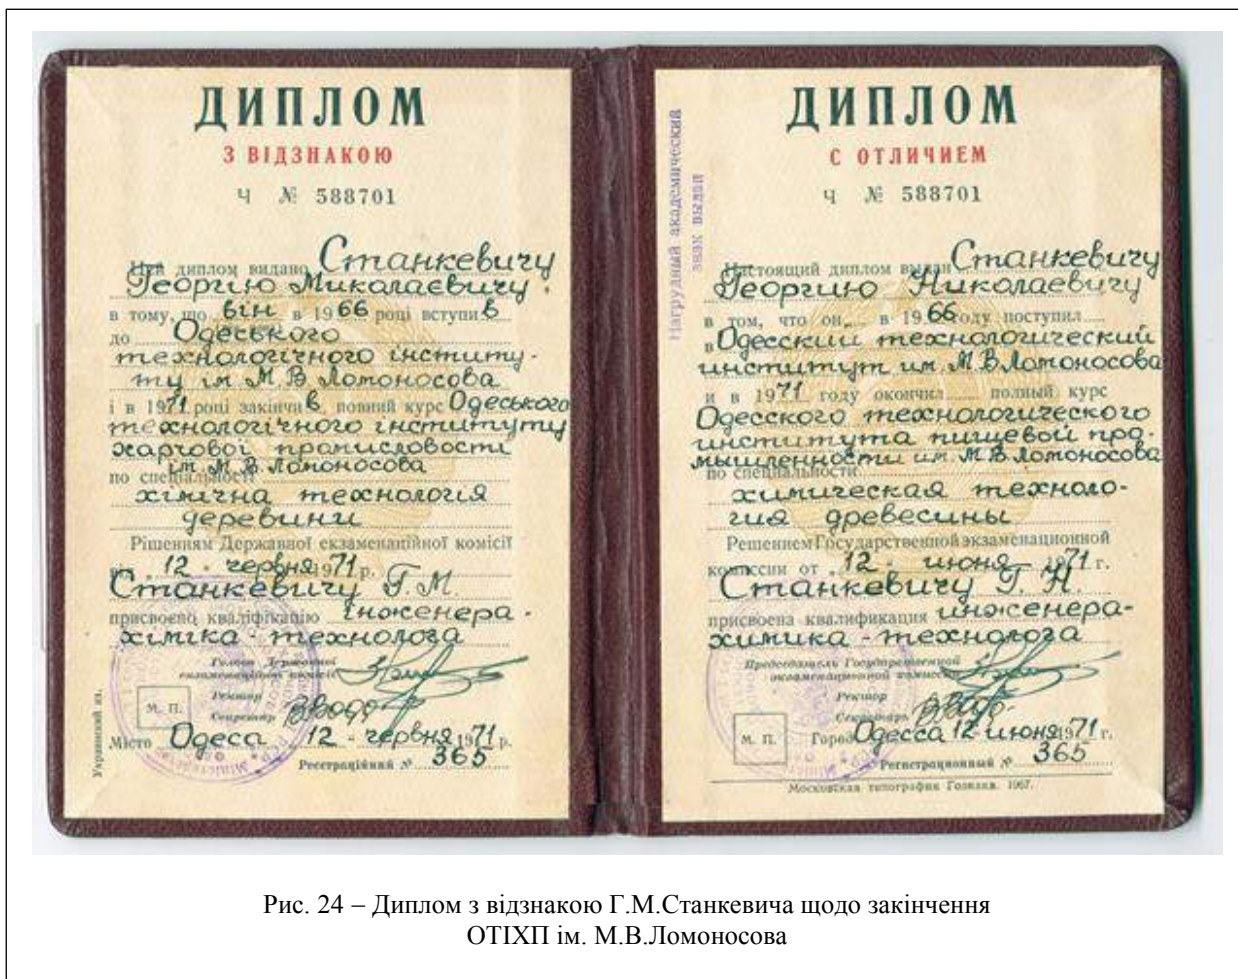 ДИПЛОМ
З ВІДЗНАКОЮ
Ч № 588701
Цей диплом видано Станкевичу
Георгію Миколаєвичу.
в тому, що він в 1966 році вступив
до Одеського
технологічного інститу-
ту ім. М.В Ломоносова
і в 1971 році закінчив повний курс Одеського
технологічного інституту
харчової промисловості
ім. М.В. Ломоносова
по спеціальності
хімічна технологія
деревини
Рішенням Державної екзаменаційної комісії
від „12 - червня 1971 р.
Станкевичу Г.М.
присвоєно кваліфікацію інженера-
хіміка-технолога
Голова Державної
екзаменаційної комісії
Ректор
Секретар
М. П.
Місто Одеса 12 - червня 1971 р.
Реєстраційний № 365
Украинский яз.
ДИПЛОМ
С ОТЛИЧИЕМ
Ч № 588701
Нагрудный академический
знак выдан
Настоящий диплом выдан Станкевичу
Георгию Николаевичу
в том, что он в 1966 году поступил
в Одесский технологический
институт им. М.В.Ломоносова
и в 1971 году окончил полный курс
Одесского технологического
института пищевой про-
мышленности им. М.В.Ломоносова
по специальности
химическая техноло-
гия древесины
Решением Государственной экзаменационной
комиссии от „12 - июня 1971 г.
Станкевичу Г. Н.
присвоена квалификация инженера-
химика-технолога
Председатель Государственной
экзаменационной комиссии
Ректор
Секретарь
М. П.
Город Одесса 12-июня 1971 г.
Регистрационный № 365
Московская типография Гознака. 1967.
Рис. 24 – Диплом з відзнакою Г.М.Станкевича щодо закінчення
ОТІХП ім. М.В.Ломоносова